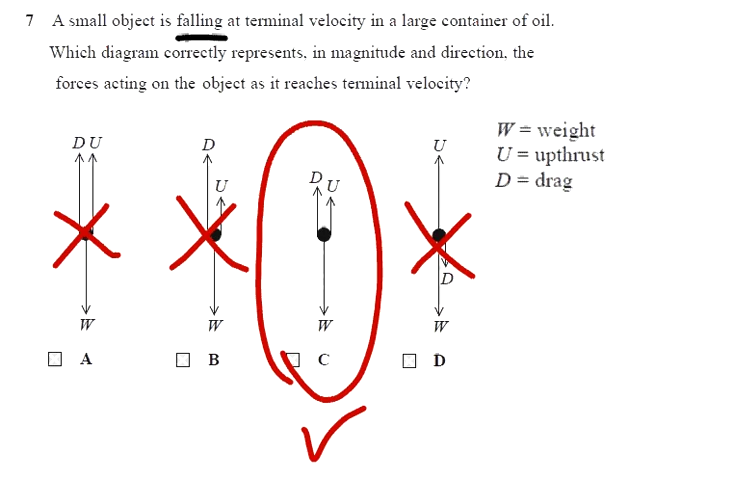 7 A small object is falling at terminal velocity in a large container of oil.
Which diagram correctly represents, in magnitude and direction, the
forces acting on the object as it reaches terminal velocity?
W = weight
U = upthrust
D = drag
D U
D
U
D
U
U
D
W
W
W
W
A
B
C
D